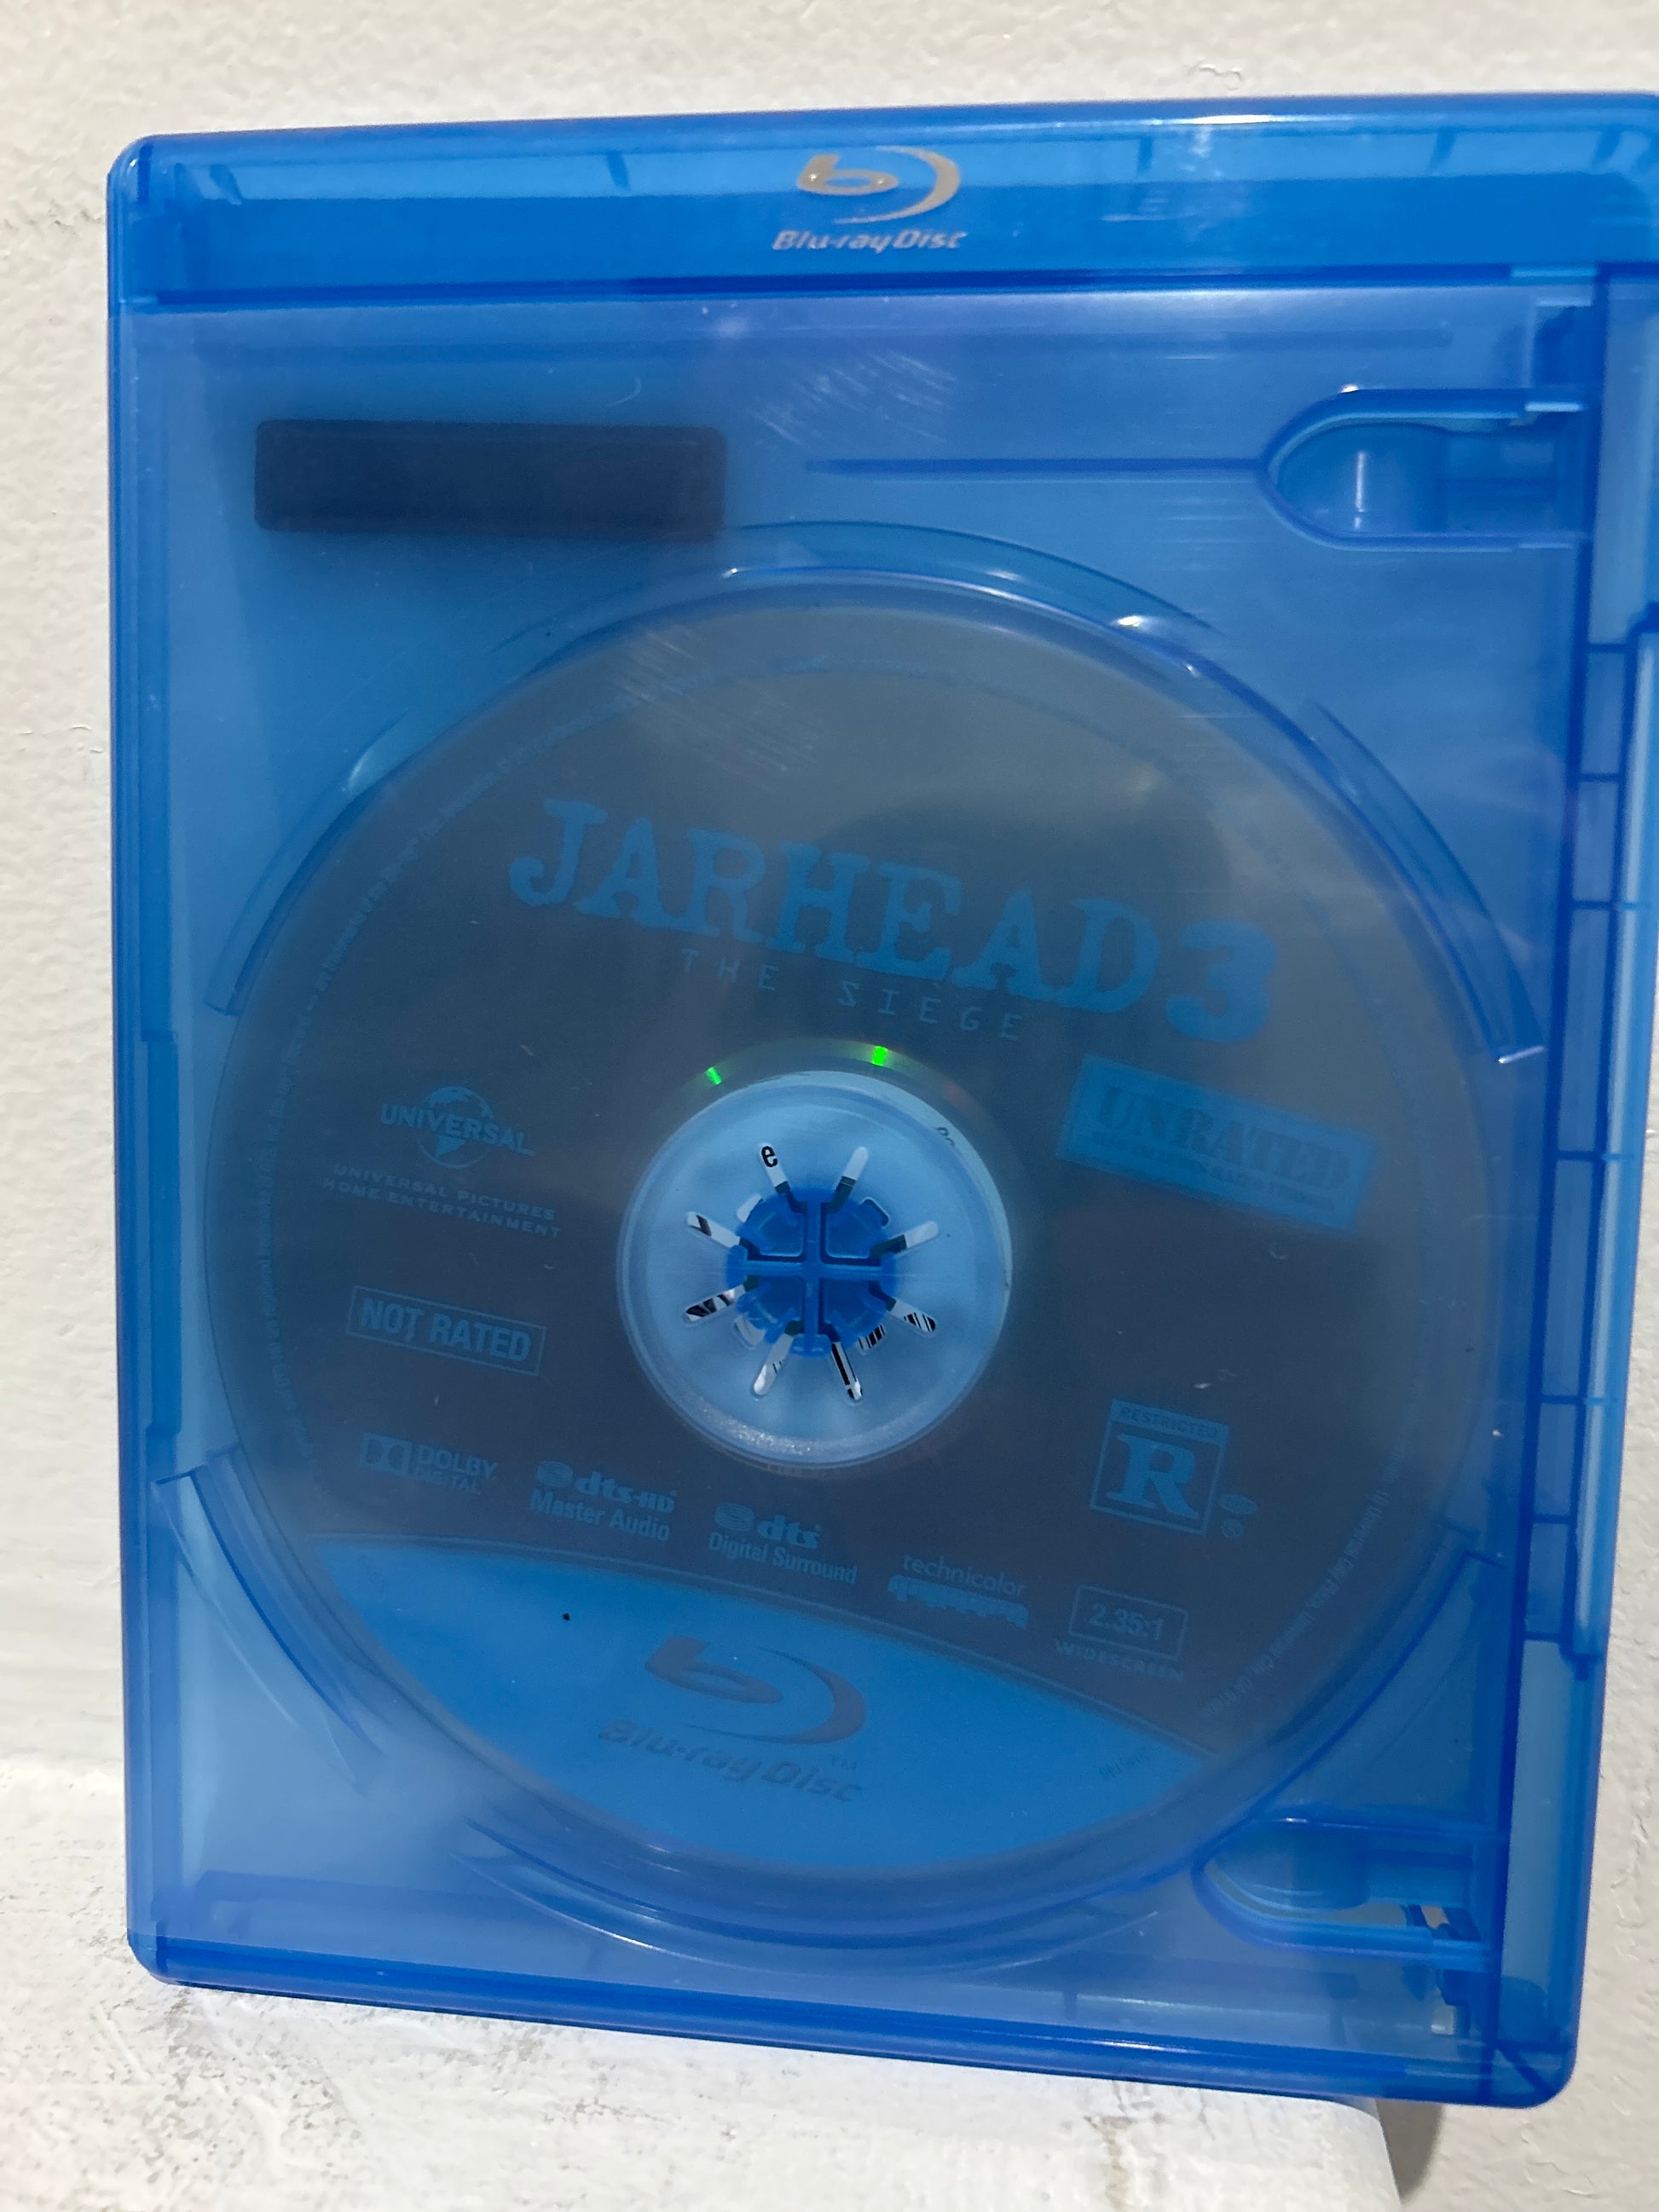 Blu-ray Disc
JARHEAD 3
THE SIEGE
UNRATED
UNIVERSAL
UNIVERSAL PICTURES
HOME ENTERTAINMENT
e
NOT RATED
RESTRICTED
R
®
DOLBY
DIGITAL
dts-HD
Master Audio
dts
Digital Surround
technicolor
2.35:1
WIDESCREEN
Blu-ray Disc™